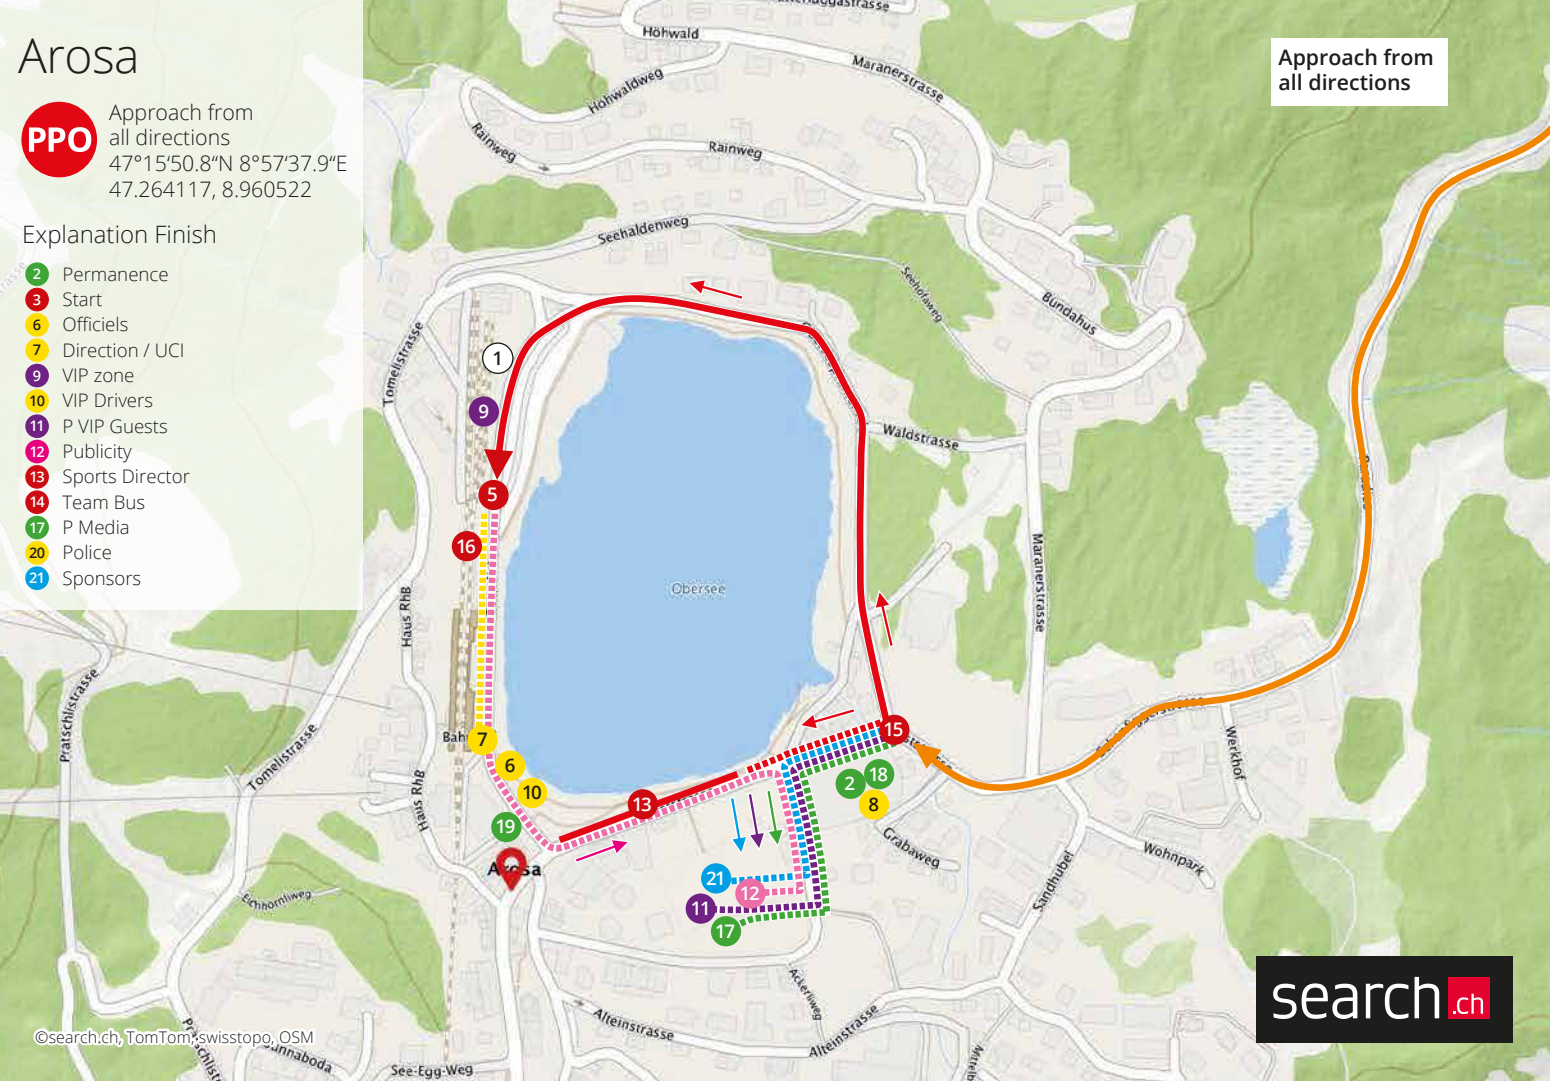 Arosa
PPO
Approach from
all directions
47°15‘50.8“N 8°57‘37.9“E
47.264117, 8.960522
Explanation Finish
2 Permanence
3 Start
6 Officiels
7 Direction / UCI
9 VIP zone
10 VIP Drivers
11 P VIP Guests
12 Publicity
13 Sports Director
14 Team Bus
17 P Media
20 Police
21 Sponsors
Approach from
all directions
Höhwald
Maranerstrasse
Höhwaldweg
Rainweg
Rainweg
Seehaldenweg
Seehofaweg
Bundahus
Tomelistrasse
1
9
Waldstrasse
5
16
Maranerstrasse
Obersee
Haus RhB
Pratschlistrasse
15
7
6
10
Tomelistrasse
Haus RhB
Werkhof
2
18
8
13
19
Grabaweg
Wohnpark
Arosa
Sandhubel
21
12
11
17
Eichhornliweg
Ackerliweg
Alteinstrasse
Alteinstrasse
See-Egg-Weg
©search.ch, TomTom, swisstopo, OSM
search.ch